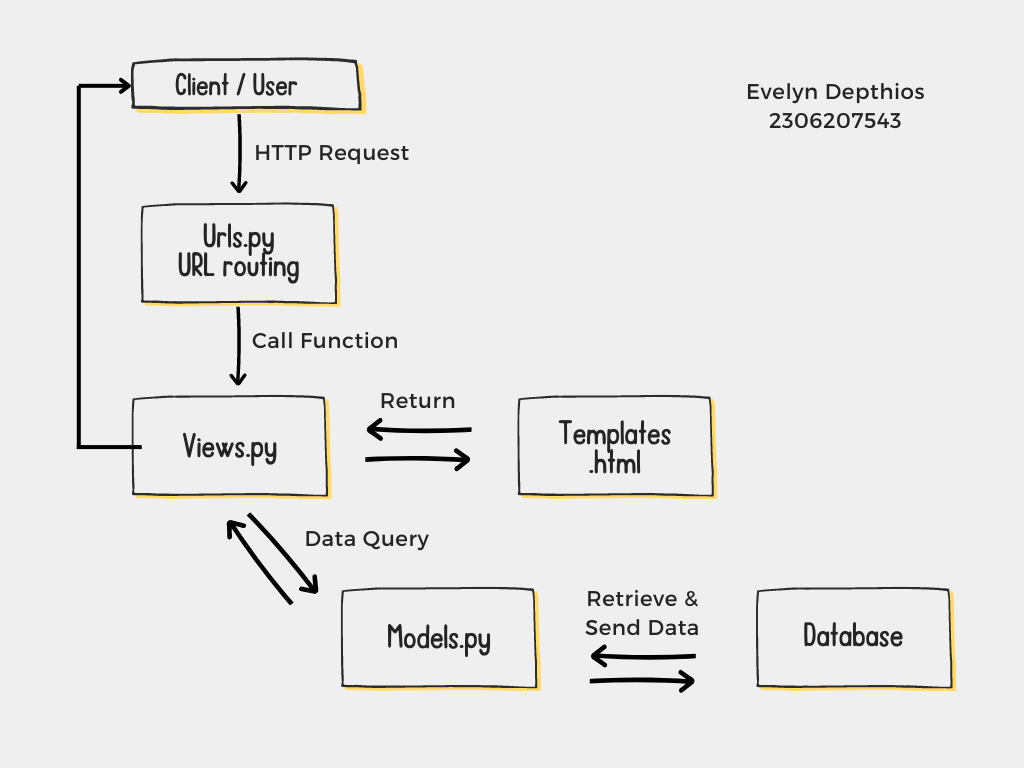 Client / User
Evelyn Depthios
2306207543
HTTP Request
Urls.py
URL routing
Call Function
Return
Views.py
Templates
.html
Data Query
Retrieve &
Send Data
Models.py
Database